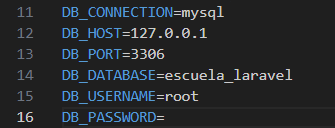 11 DB_CONNECTION=mysql
12 DB_HOST=127.0.0.1
13 DB_PORT=3306
14 DB_DATABASE=escuela_laravel
15 DB_USERNAME=root
16 DB_PASSWORD=